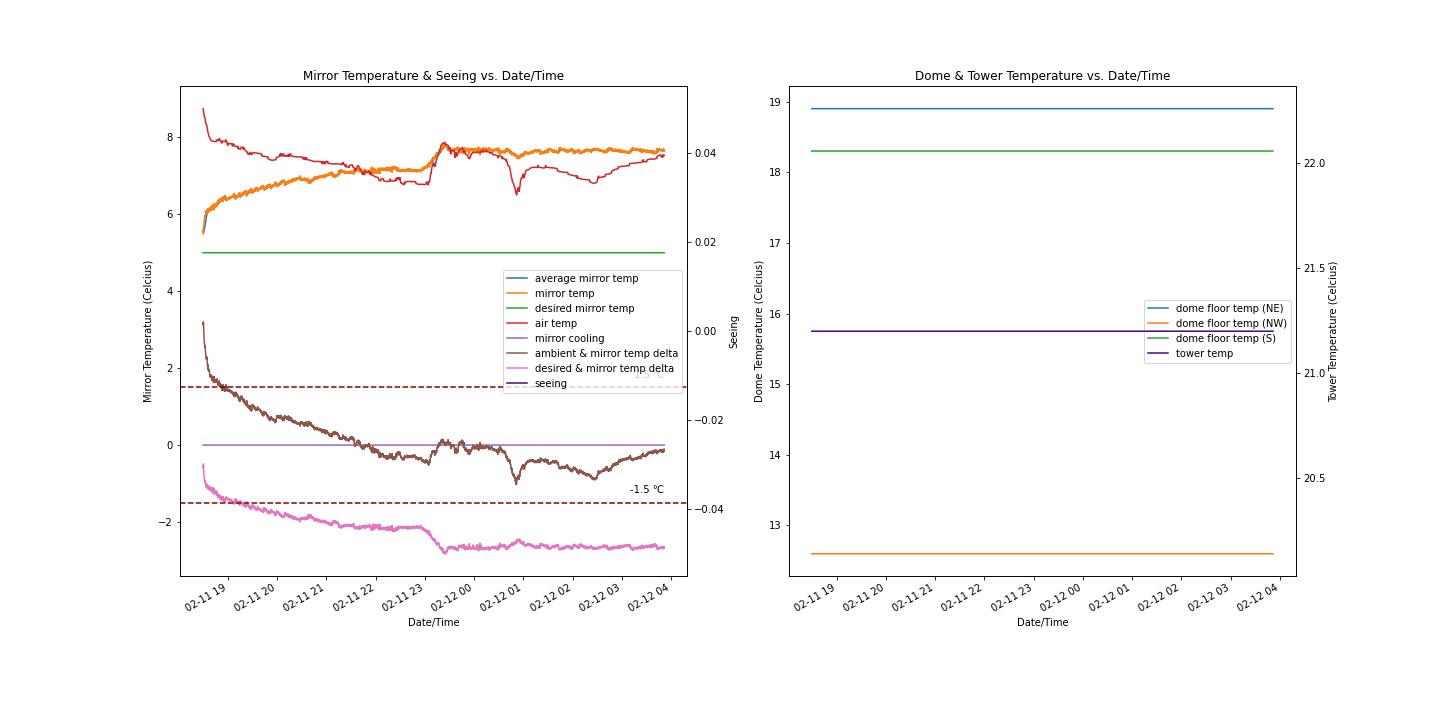 Mirror Temperature & Seeing vs. Date/Time
Mirror Temperature (Celcius)
8
6
4
2
0
−2
0.04
0.02
0.00
−0.02
−0.04
Seeing
average mirror temp
mirror temp
desired mirror temp
air temp
mirror cooling
ambient & mirror temp delta
desired & mirror temp delta
seeing
1.5 °C
-1.5 °C
02-11 19
02-11 20
02-11 21
02-11 22
02-11 23
02-12 00
02-12 01
02-12 02
02-12 03
02-12 04
Date/Time
Dome & Tower Temperature vs. Date/Time
Dome Temperature (Celcius)
19
18
17
16
15
14
13
22.0
21.5
21.0
20.5
Tower Temperature (Celcius)
dome floor temp (NE)
dome floor temp (NW)
dome floor temp (S)
tower temp
02-11 19
02-11 20
02-11 21
02-11 22
02-11 23
02-12 00
02-12 01
02-12 02
02-12 03
02-12 04
Date/Time